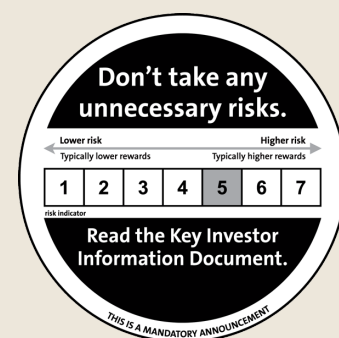 Don't take any
unnecessary risks.
Lower risk Higher risk
Typically lower rewards Typically higher rewards
1 2 3 4 5 6 7
risk indicator
Read the Key Investor
Information Document.
THIS IS A MANDATORY ANNOUNCEMENT